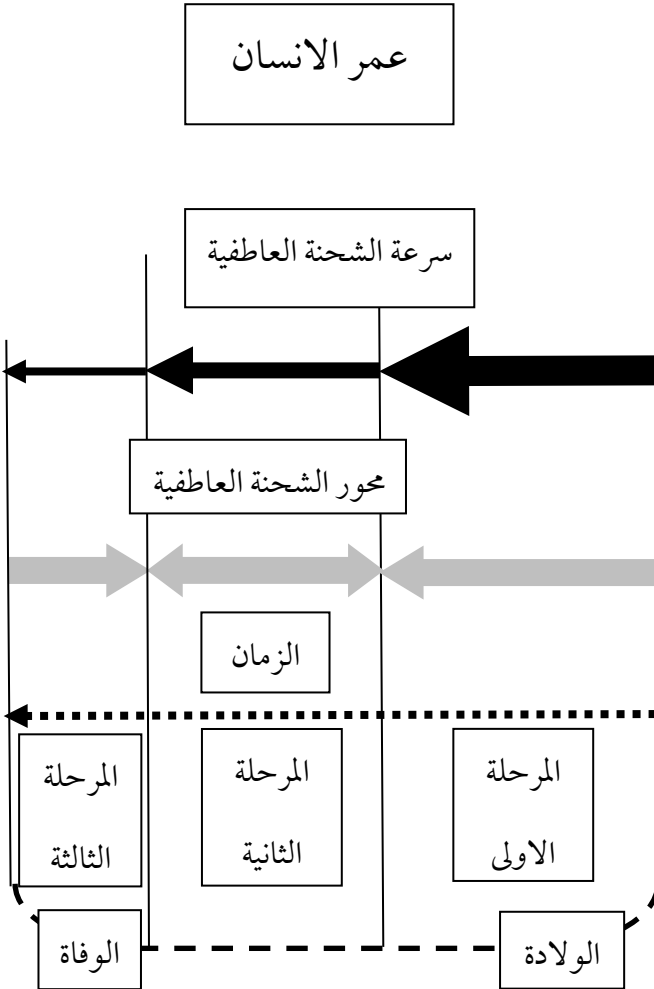 عمر الانسان
سرعة الشحنة العاطفية
محور الشحنة العاطفية
الزمان
المرحلة
الاولى
المرحلة
الثانية
المرحلة
الثالثة
الولادة
الوفاة